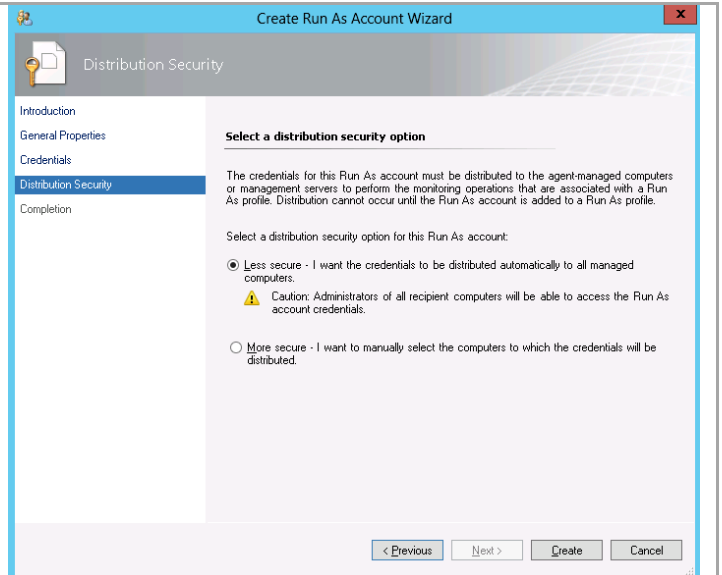 Create Run As Account Wizard
x
Distribution Security
Introduction
General Properties
Credentials
Distribution Security
Completion
Select a distribution security option
The credentials for this Run As account must be distributed to the agent-managed computers
or management servers to perform the monitoring operations that are associated with a Run
As profile. Distribution cannot occur until the Run As account is added to a Run As profile.
Select a distribution security option for this Run As account:
Less secure - I want the credentials to be distributed automatically to all managed
computers.
Caution: Administrators of all recipient computers will be able to access the Run As
account credentials.
More secure - I want to manually select the computers to which the credentials will be
distributed.
< Previous
Next >
Create
Cancel